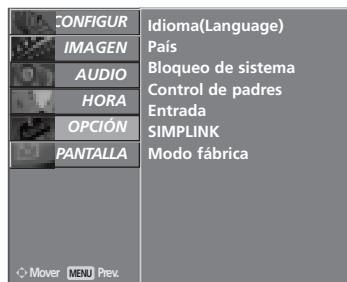 CONFIGUR
IMAGEN
AUDIO
HORA
OPCIÓN
PANTALLA
Idioma(Language)
País
Bloqueo de sistema
Control de padres
Entrada
SIMPLINK
Modo fábrica
Mover MENU Prev.